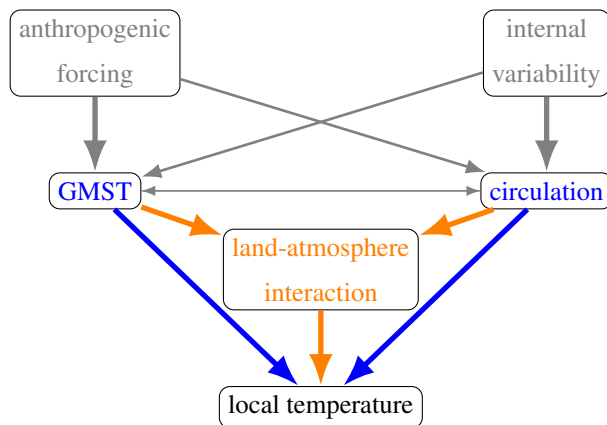 anthropogenic
forcing
internal
variability
GMST
circulation
land-atmosphere
interaction
local temperature